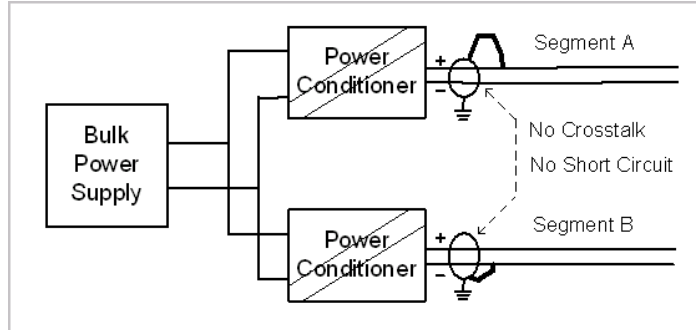 Bulk
Power
Supply
Power
Conditioner
+
−
Segment A
No Crosstalk
No Short Circuit
Power
Conditioner
+
−
Segment B